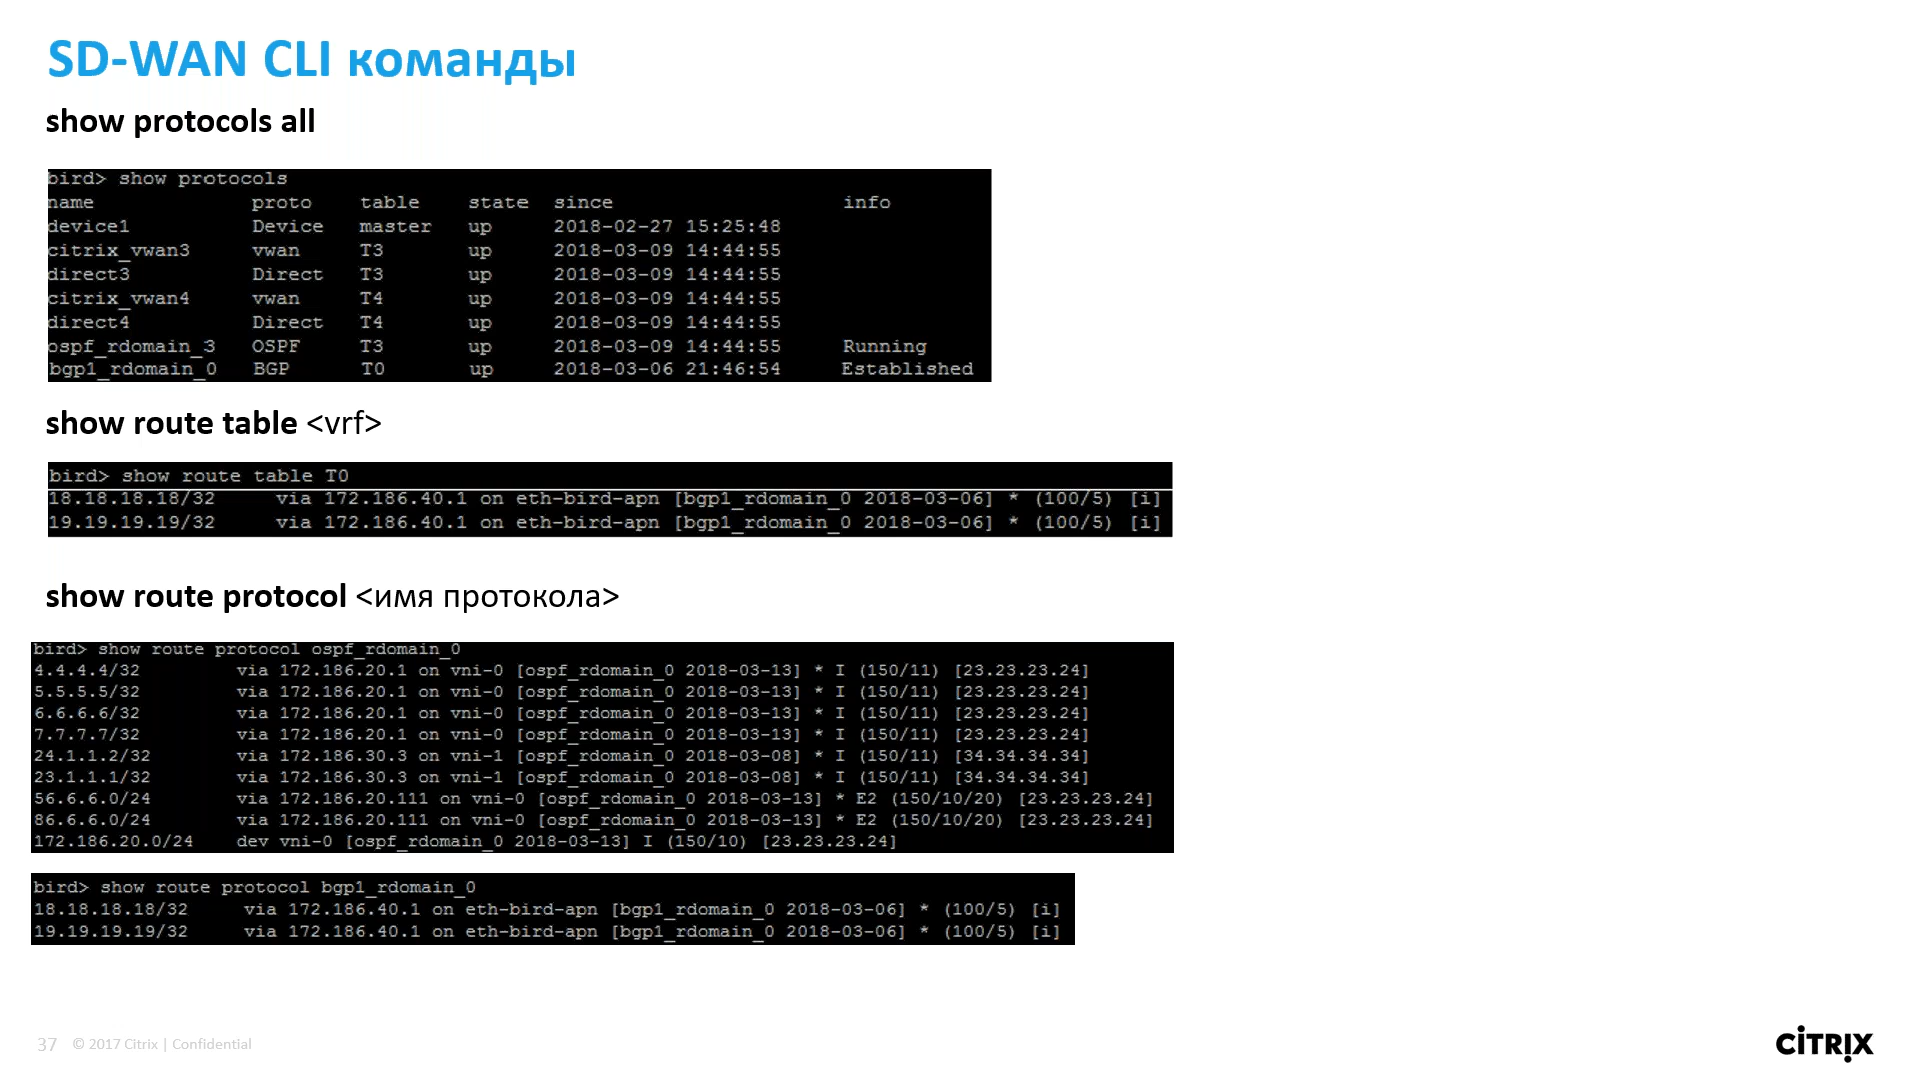 SD-WAN CLI команды
show protocols all
bird> show protocols
name proto table state since info
device1 Device master up 2018-02-27 15:25:48
citrix_vwan3 vwan T3 up 2018-03-09 14:44:55
direct3 Direct T3 up 2018-03-09 14:44:55
citrix_vwan4 vwan T4 up 2018-03-09 14:44:55
direct4 Direct T4 up 2018-03-09 14:44:55
ospf_rdomain_3 OSPF T3 up 2018-03-09 14:44:55 Running
bgp1_rdomain_0 BGP T0 up 2018-03-06 21:46:54 Established
show route table <vrf>
bird> show route table T0
18.18.18.18/32 via 172.186.40.1 on eth-bird-apn [bgp1_rdomain_0 2018-03-06] * (100/5) [i]
19.19.19.19/32 via 172.186.40.1 on eth-bird-apn [bgp1_rdomain_0 2018-03-06] * (100/5) [i]
show route protocol <имя протокола>
bird> show route protocol ospf_rdomain_0
4.4.4.4/32 via 172.186.20.1 on vni-0 [ospf_rdomain_0 2018-03-13] * I (150/11) [23.23.23.24]
5.5.5.5/32 via 172.186.20.1 on vni-0 [ospf_rdomain_0 2018-03-13] * I (150/11) [23.23.23.24]
6.6.6.6/32 via 172.186.20.1 on vni-0 [ospf_rdomain_0 2018-03-13] * I (150/11) [23.23.23.24]
7.7.7.7/32 via 172.186.20.1 on vni-0 [ospf_rdomain_0 2018-03-13] * I (150/11) [23.23.23.24]
24.1.1.2/32 via 172.186.30.3 on vni-1 [ospf_rdomain_0 2018-03-08] * I (150/11) [34.34.34.34]
23.1.1.1/32 via 172.186.30.3 on vni-1 [ospf_rdomain_0 2018-03-08] * I (150/11) [34.34.34.34]
56.6.6.0/24 via 172.186.20.111 on vni-0 [ospf_rdomain_0 2018-03-13] * E2 (150/10/20) [23.23.23.24]
86.6.6.0/24 via 172.186.20.111 on vni-0 [ospf_rdomain_0 2018-03-13] * E2 (150/10/20) [23.23.23.24]
172.186.20.0/24 dev vni-0 [ospf_rdomain_0 2018-03-13] I (150/10) [23.23.23.24]
bird> show route protocol bgp1_rdomain_0
18.18.18.18/32 via 172.186.40.1 on eth-bird-apn [bgp1_rdomain_0 2018-03-06] * (100/5) [i]
19.19.19.19/32 via 172.186.40.1 on eth-bird-apn [bgp1_rdomain_0 2018-03-06] * (100/5) [i]
37 © 2017 Citrix | Confidential
CİTRIX